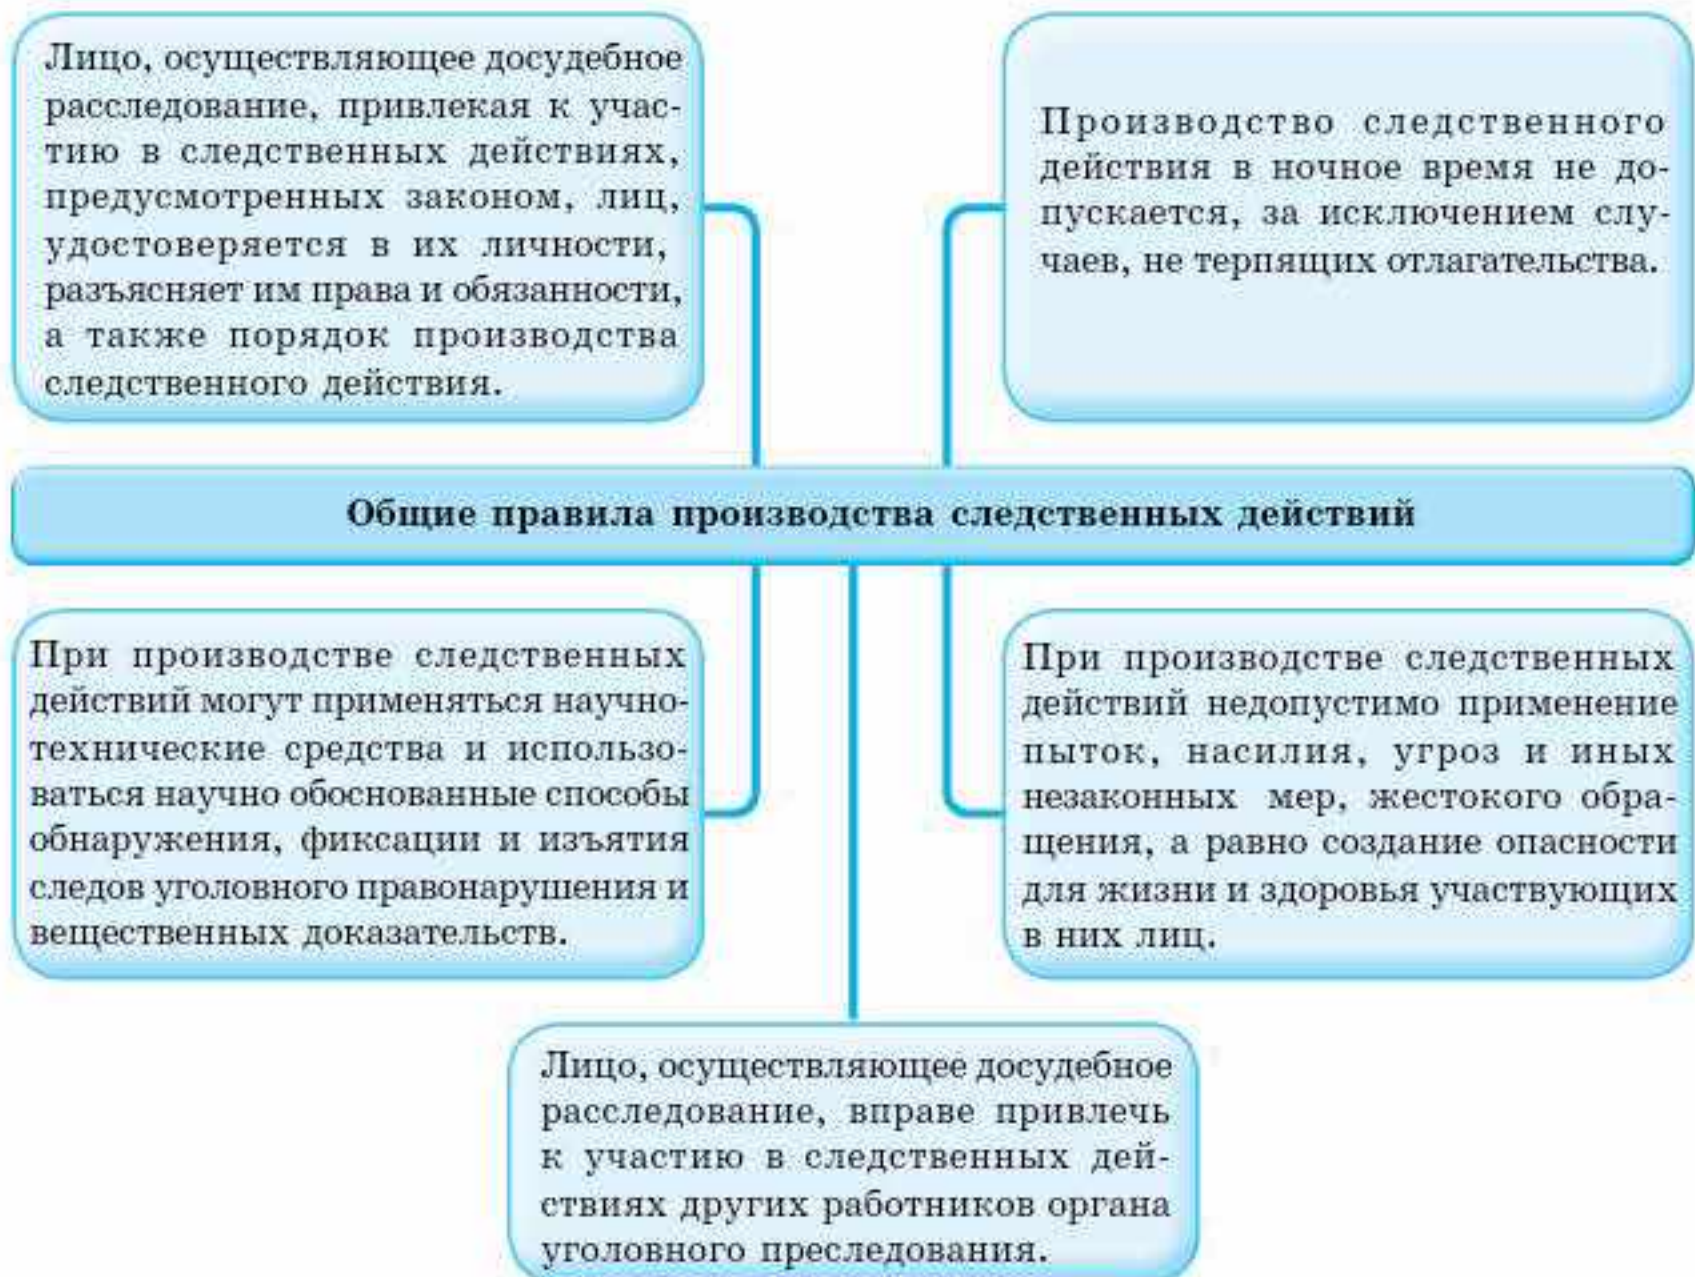 Лицо, осуществляющее досудебное
расследование, привлекая к учас-
тию в следственных действиях,
предусмотренных законом, лиц,
удостоверяется в их личности,
разъясняет им права и обязанности,
а также порядок производства
следственного действия.
Производство следственного
действия в ночное время не до-
пускается, за исключением слу-
чаев, не терпящих отлагательства.
Общие правила производства следственных действий
При производстве следственных
действий могут применяться научно-
технические средства и использо-
ваться научно обоснованные способы
обнаружения, фиксации и изъятия
следов уголовного правонарушения и
вещественных доказательств.
При производстве следственных
действий недопустимо применение
пыток, насилия, угроз и иных
незаконных мер, жестокого обра-
щения, а равно создание опасности
для жизни и здоровья участвующих
в них лиц.
Лицо, осуществляющее досудебное
расследование, вправе привлечь
к участию в следственных дей-
ствиях других работников органа
уголовного преследования.